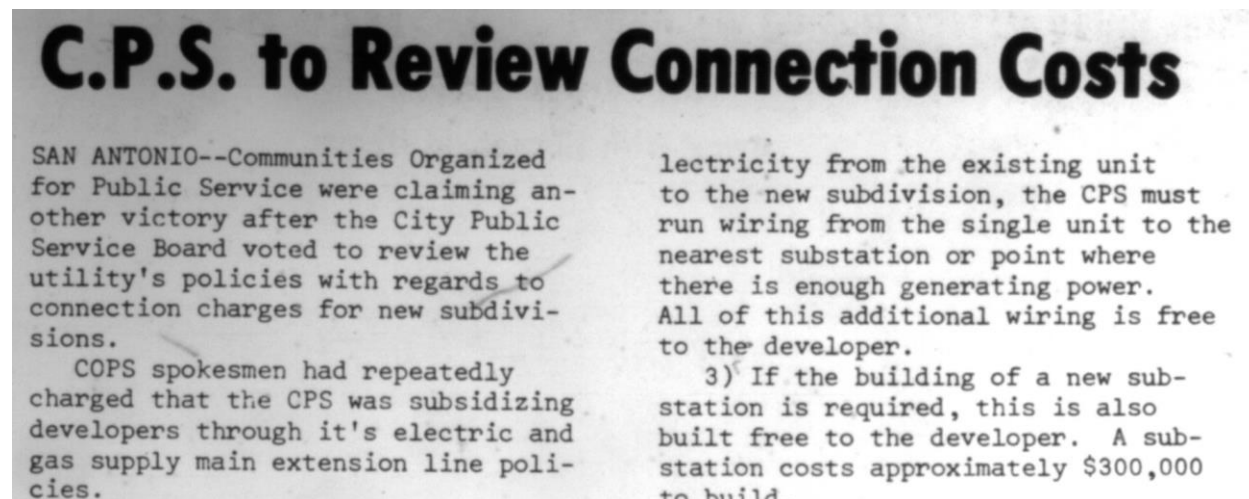 C.P.S. to Review Connection Costs
SAN ANTONIO--Communities Organized
for Public Service were claiming an-
other victory after the City Public
Service Board voted to review the
utility's policies with regards to
connection charges for new subdivi-
sions.
COPS spokesmen had repeatedly
charged that the CPS was subsidizing
developers through it's electric and
gas supply main extension line poli-
cies.
lectricity from the existing unit
to the new subdivision, the CPS must
run wiring from the single unit to the
nearest substation or point where
there is enough generating power.
All of this additional wiring is free
to the developer.
3) If the building of a new sub-
station is required, this is also
built free to the developer. A sub-
station costs approximately $300,000
to build